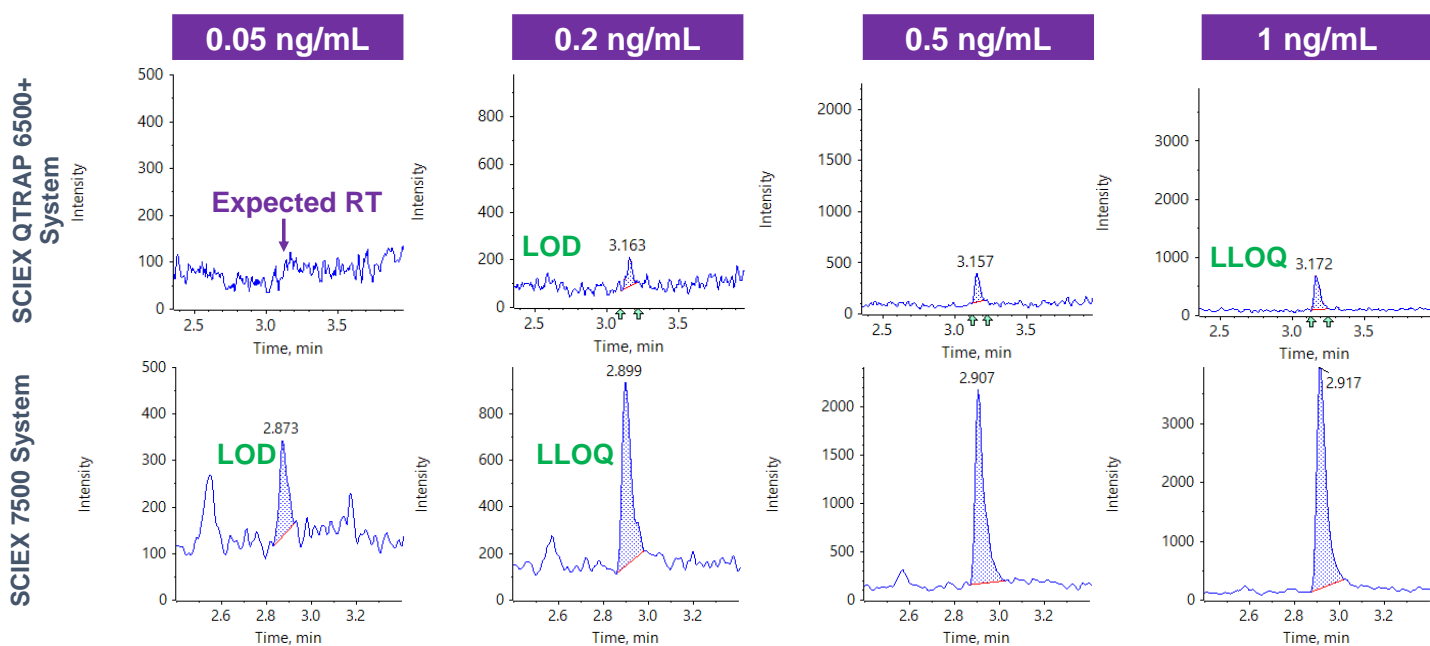 0.05 ng/mL
0.2 ng/mL
0.5 ng/mL
1 ng/mL
SCIEX QTRAP 6500+
System
Intensity
500
400
300
200
100
0
Expected RT
2.5
3.0
3.5
Time, min
Intensity
800
600
400
200
0
LOD
3.163
2.5
3.0
3.5
Time, min
Intensity
2000
1500
1000
500
0
3.157
2.5
3.0
3.5
Time, min
Intensity
3000
2000
1000
0
LLOQ
3.172
2.5
3.0
3.5
Time, min
SCIEX 7500 System
Intensity
500
400
300
200
100
0
2.873
LOD
2.6
2.8
3.0
3.2
Time, min
Intensity
800
600
400
200
0
2.899
LLOQ
2.6
2.8
3.0
3.2
Time, min
Intensity
2000
1500
1000
500
0
2.907
2.6
2.8
3.0
3.2
Time, min
Intensity
3000
2000
1000
0
2.917
2.6
2.8
3.0
3.2
Time, min